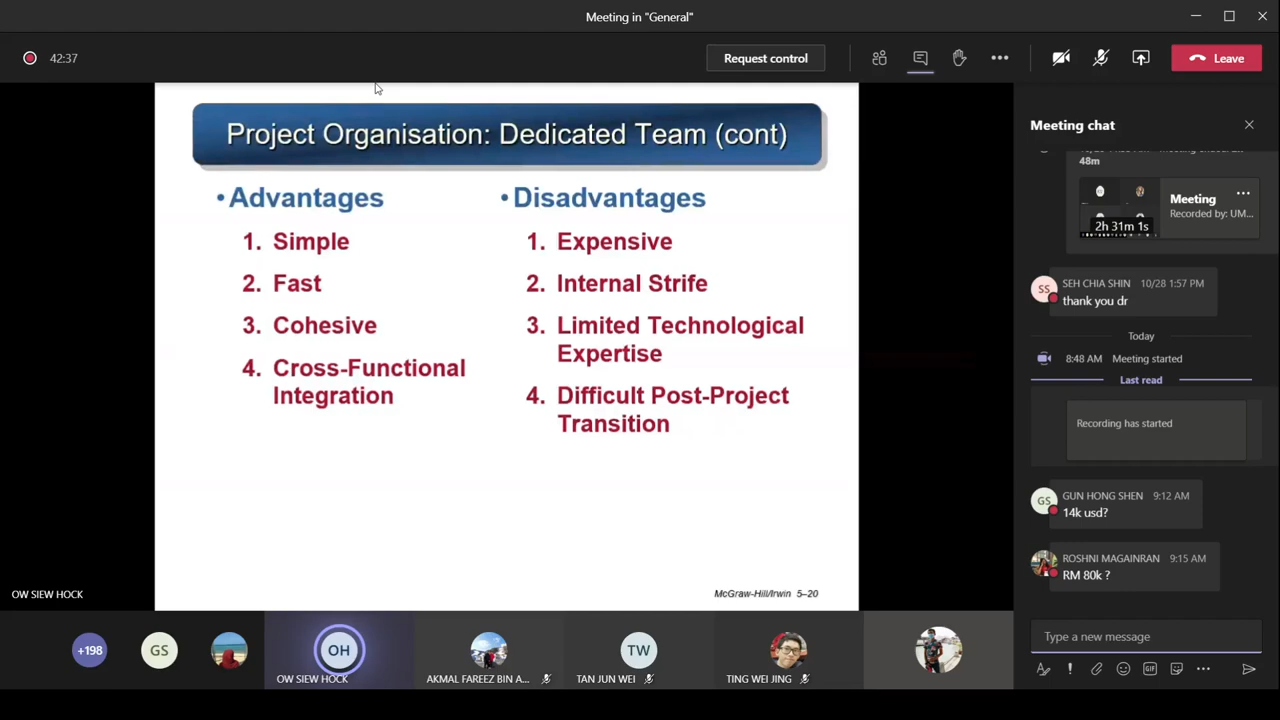 Meeting in "General"
42:37
Request control
Leave
Project Organisation: Dedicated Team (cont)
• Advantages
1. Simple
2. Fast
3. Cohesive
4. Cross-Functional
Integration
• Disadvantages
1. Expensive
2. Internal Strife
3. Limited Technological
Expertise
4. Difficult Post-Project
Transition
McGraw-Hill/Irwin 5–20
OW SIEW HOCK
+198
GS
OH
OW SIEW HOCK
AKMAL FAREEZ BIN A...
TW
TAN JUN WEI
TING WEI JING
Meeting chat
48m
Meeting
Recorded by: UM...
2h 31m 1s
SS
SEH CHIA SHIN 10/28 1:57 PM
thank you dr
Today
8:48 AM Meeting started
Last read
Recording has started
GS
GUN HONG SHEN 9:12 AM
14k usd?
ROSHNI MAGAINRAN 9:15 AM
RM 80k ?
Type a new message
GIF